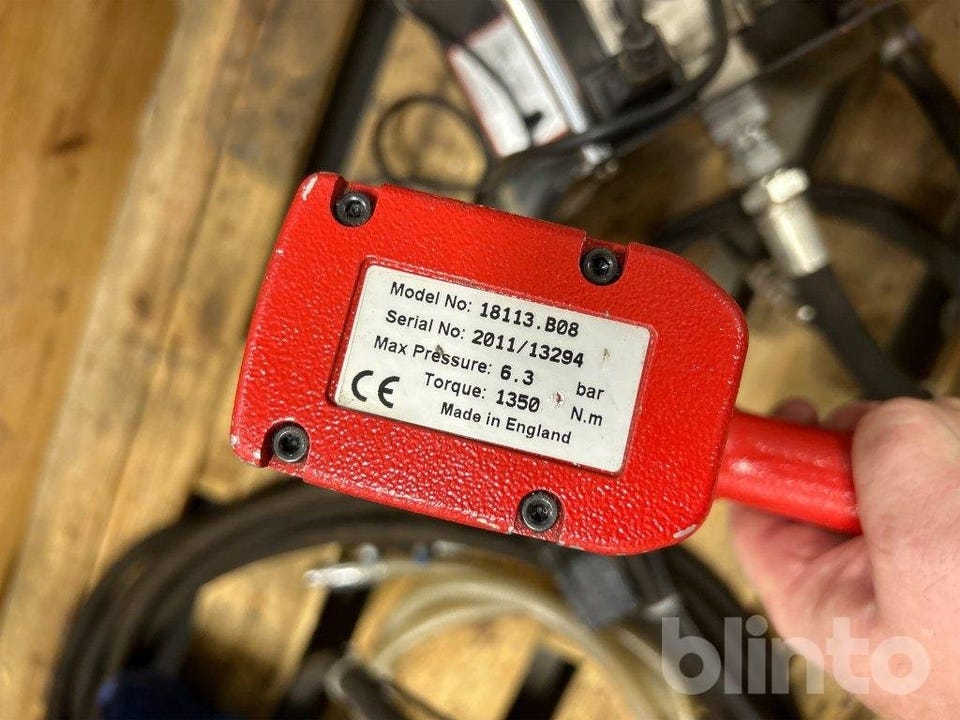 Model No: 18113.B08
Serial No: 2011/13294
Max Pressure: 6.3 bar
Torque: 1350 N.m
CE
Made in England
blinto